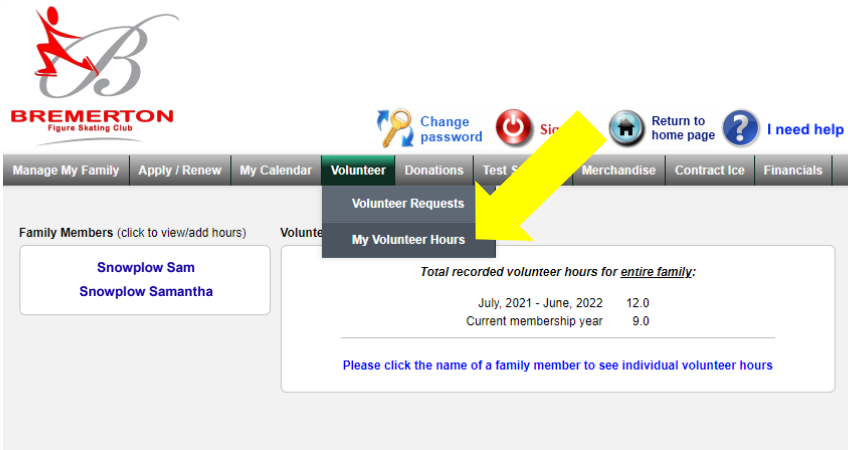 B
BREMERTON
Figure Skating Club
Change
password
Return to
home page
I need help
Manage My Family Apply / Renew My Calendar Volunteer Donations Test Merchandise Contract Ice Financials
Volunteer Requests
My Volunteer Hours
Family Members (click to view/add hours)
Snowplow Sam
Snowplow Samantha
Total recorded volunteer hours for entire family:
July, 2021 - June, 2022 12.0
Current membership year 9.0
Please click the name of a family member to see individual volunteer hours